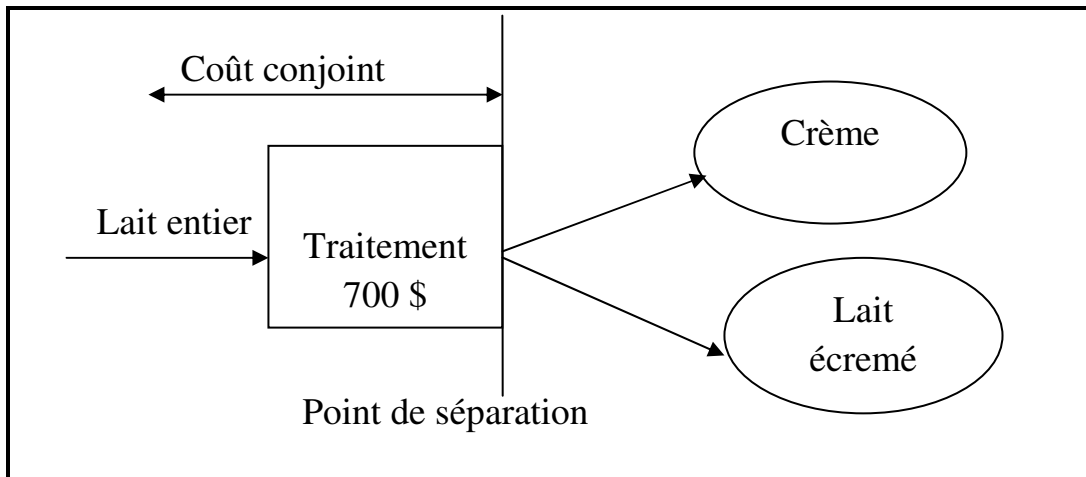 Coût conjoint
Crème
Lait entier
Traitement
700 $
Lait
écremé
Point de séparation